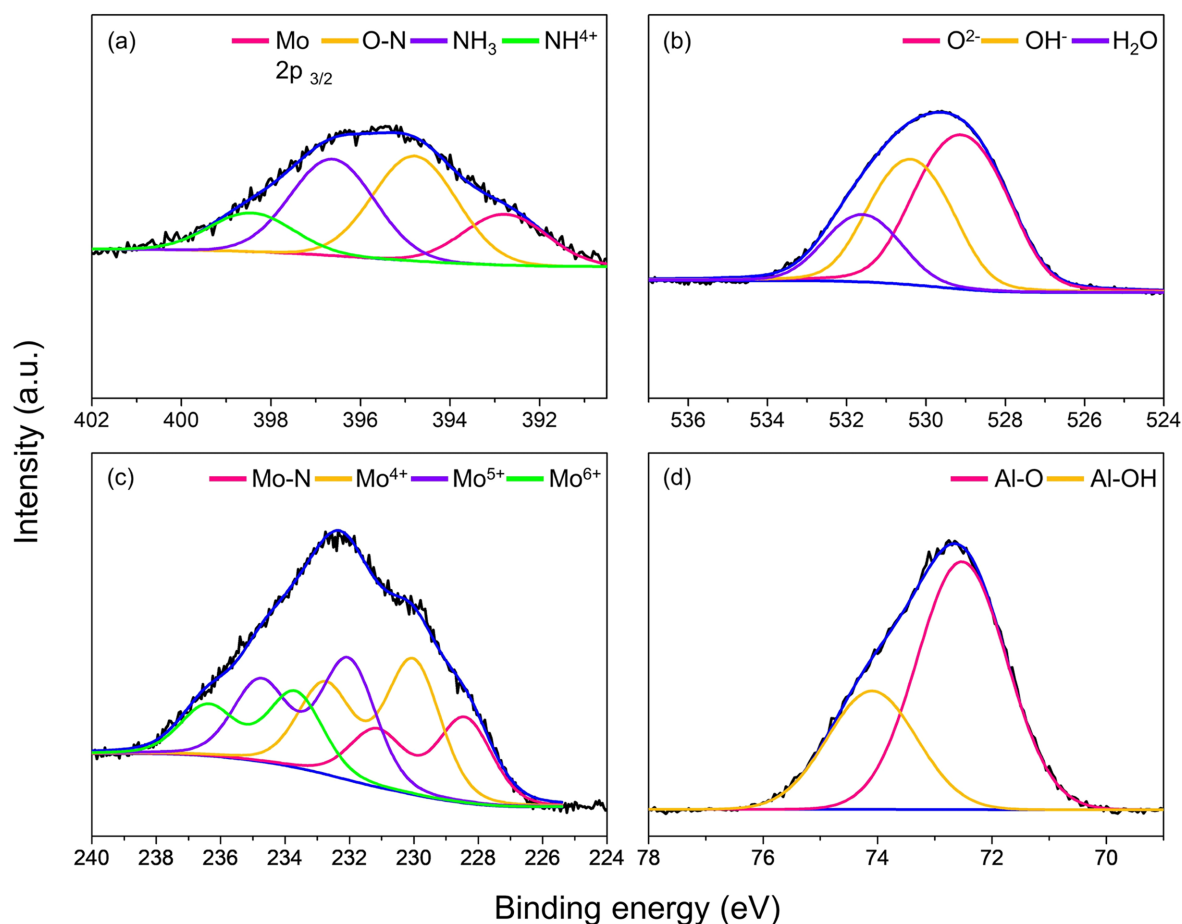 (a) Mo O-N NH₃ NH⁴⁺
2p ₃/₂
402 400 398 396 394 392
(b) O²⁻ OH⁻ H₂O
536 534 532 530 528 526 524
(c) Mo-N Mo⁴⁺ Mo⁵⁺ Mo⁶⁺
240 238 236 234 232 230 228 226 224
(d) Al-O Al-OH
78 76 74 72 70
Intensity (a.u.)
Binding energy (eV)